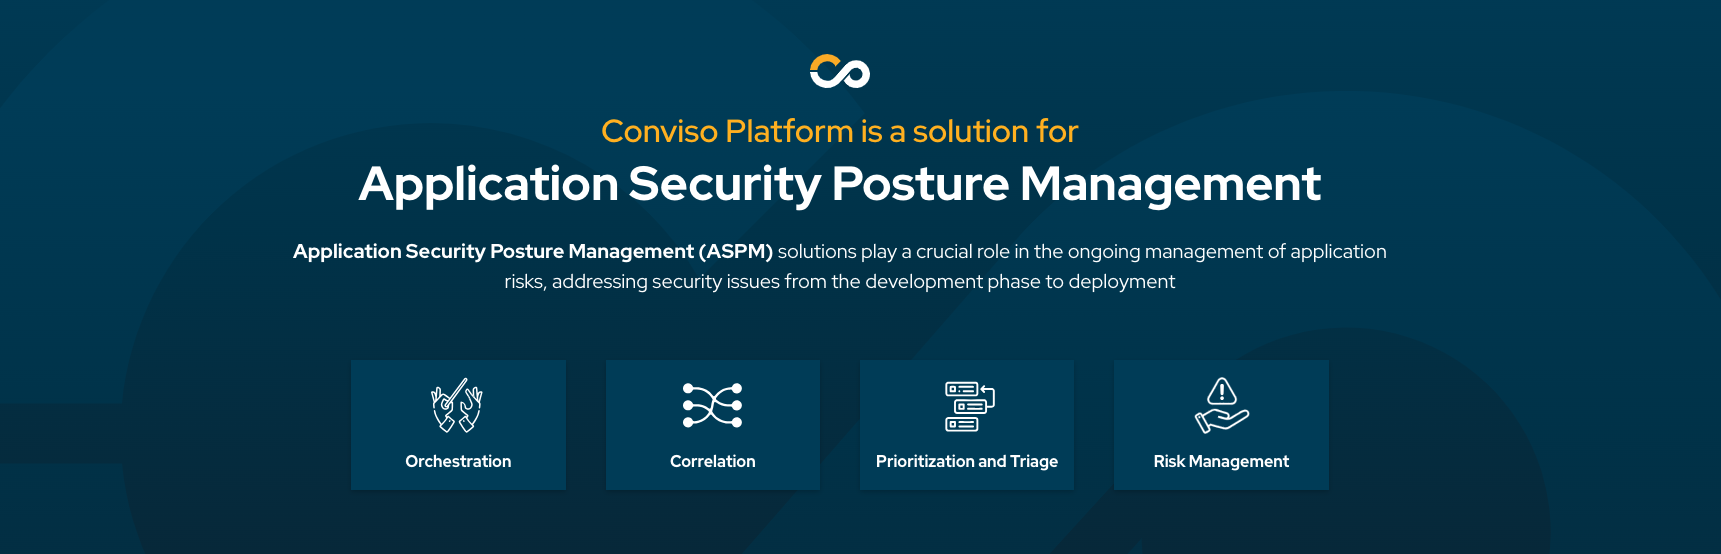 Conviso Platform is a solution for
Application Security Posture Management
Application Security Posture Management (ASPM) solutions play a crucial role in the ongoing management of application
risks, addressing security issues from the development phase to deployment
Orchestration
Correlation
Prioritization and Triage
Risk Management